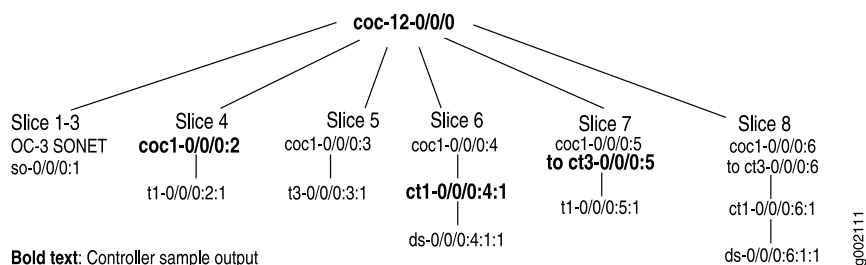 coc-12-0/0/0
Slice 1-3
OC-3 SONET
so-0/0/0:1
Slice 4
coc1-0/0/0:2
t1-0/0/0:2:1
Slice 5
coc1-0/0/0:3
t3-0/0/0:3:1
Slice 6
coc1-0/0/0:4
ct1-0/0/0:4:1
ds-0/0/0:4:1:1
Slice 7
coc1-0/0/0:5
to ct3-0/0/0:5
t1-0/0/0:5:1
Slice 8
coc1-0/0/0:6
to ct3-0/0/0:6
ct1-0/0/0:6:1
ds-0/0/0:6:1:1
Bold text: Controller sample output
g002111